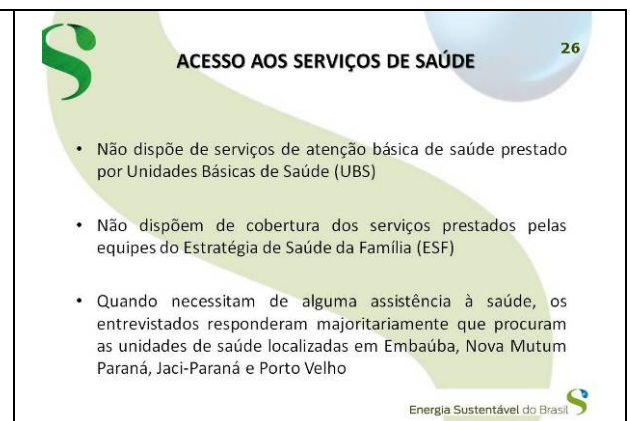 26
ACESSO AOS SERVIÇOS DE SAÚDE
• Não dispõe de serviços de atenção básica de saúde prestado
por Unidades Básicas de Saúde (UBS)
• Não dispõem de cobertura dos serviços prestados pelas
equipes do Estratégia de Saúde da Família (ESF)
• Quando necessitam de alguma assistência à saúde, os
entrevistados responderam majoritariamente que procuram
as unidades de saúde localizadas em Embaúba, Nova Mutum
Paraná, Jaci-Paraná e Porto Velho
Energia Sustentável do Brasil